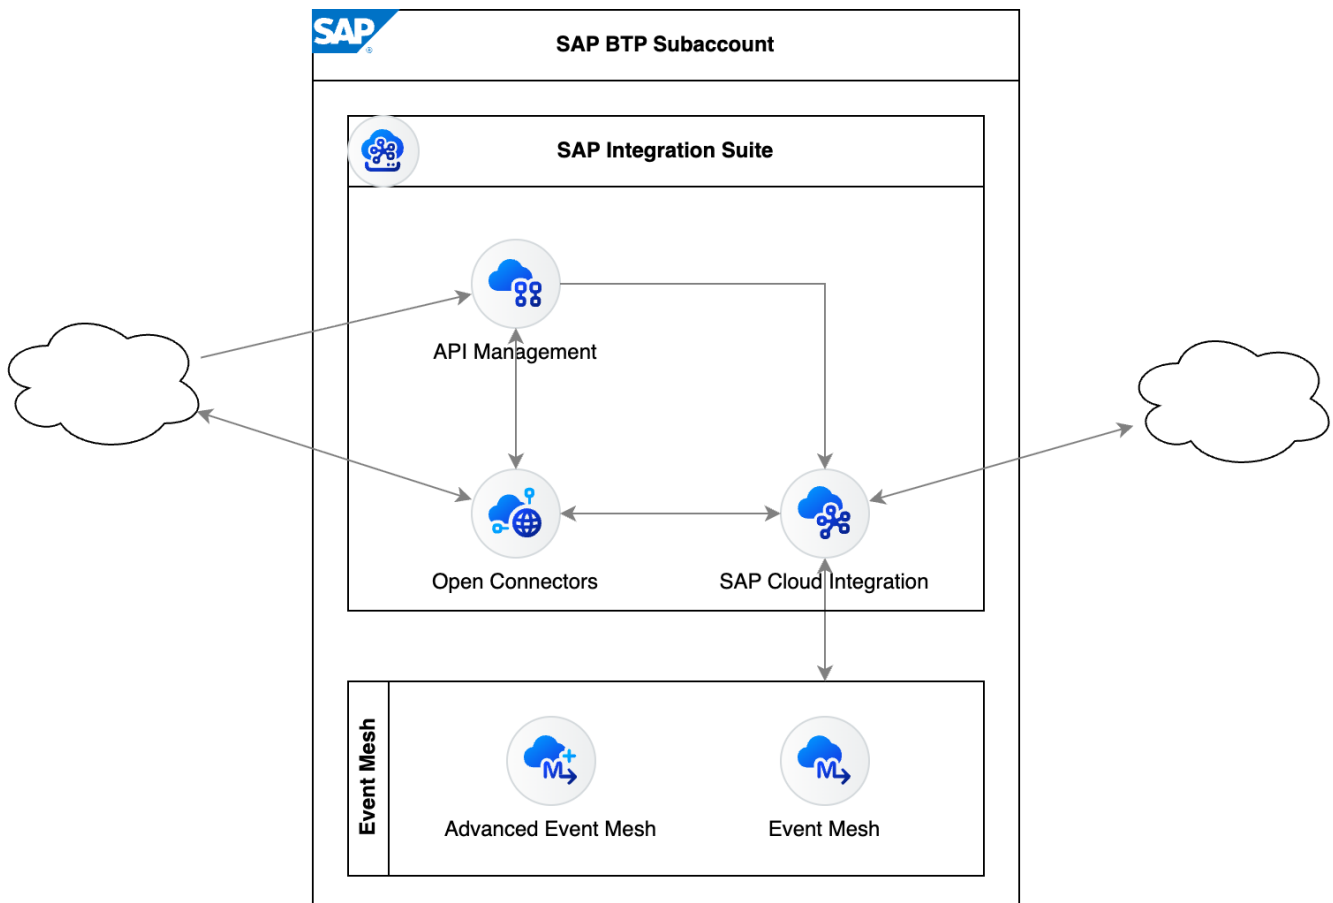 SAP
®
SAP BTP Subaccount
SAP Integration Suite
API Management
Open Connectors
SAP Cloud Integration
Event Mesh
M
Advanced Event Mesh
M
Event Mesh